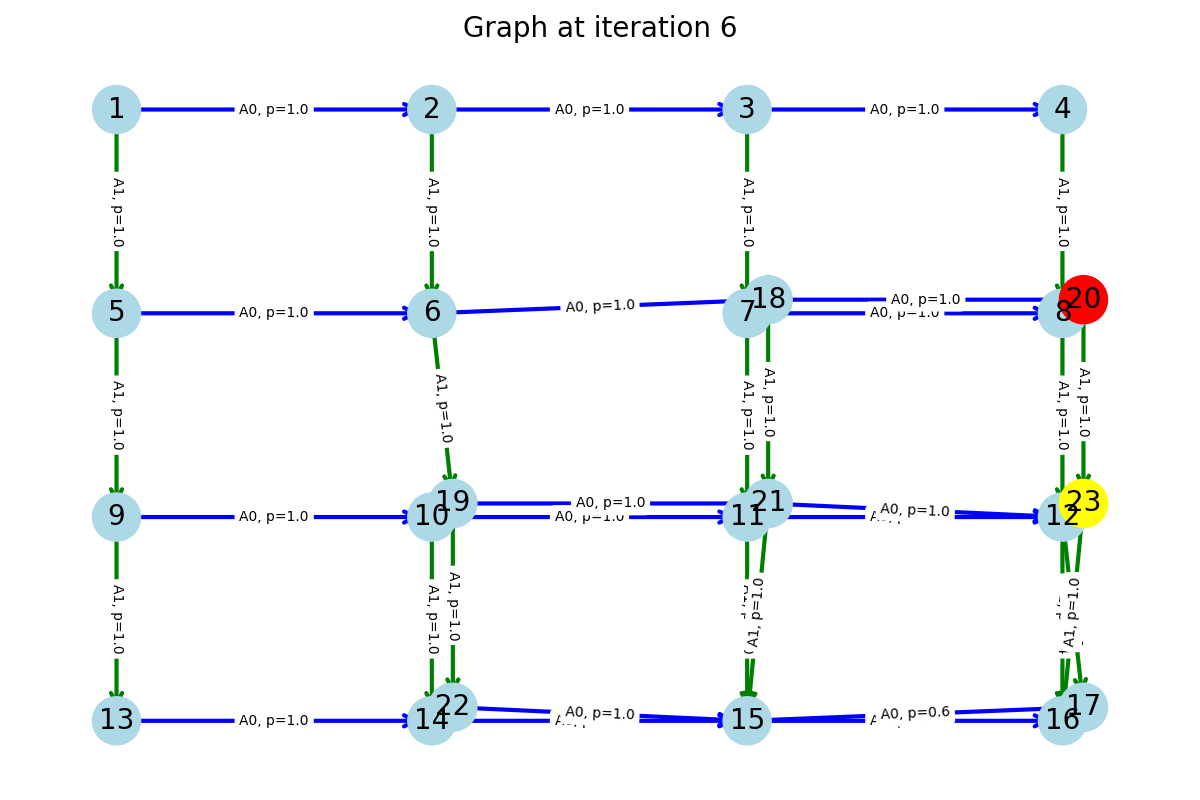 Graph at iteration 6
1 A0, p=1.0 2 A0, p=1.0 3 A0, p=1.0 4
A1, p=1.0 A1, p=1.0 A1, p=1.0 A1, p=1.0
18 A0, p=1.0 20
5 A0, p=1.0 6 A0, p=1.0 7 A0, p=1.0 8
A1, p=1.0 A1, p=1.0 A1, p=1.0 A1, p=1.0 A1, p=1.0 A1, p=1.0
19 A0, p=1.0 21 A0, p=1.0 23
9 A0, p=1.0 10 A0, p=1.0 11 12
A1, p=1.0 A1, p=1.0 A1, p=1.0 A1, p=1.0 A1, p=1.0
22 A0, p=1.0 A0, p=0.6 17
13 A0, p=1.0 14 15 16